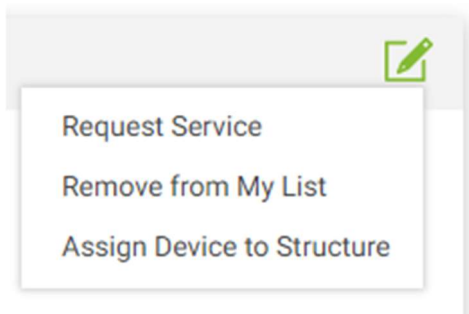 Request Service
Remove from My List
Assign Device to Structure